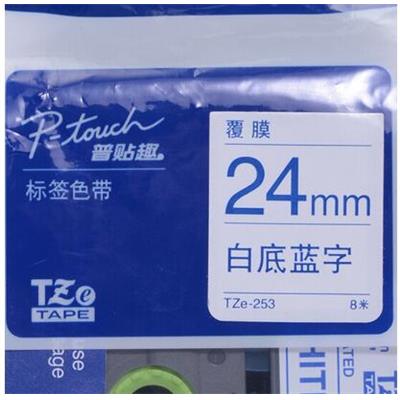 P-touch
普贴趣
标签色带
TZe
TAPE
覆膜
24mm
白底蓝字
TZe-253
8米
use